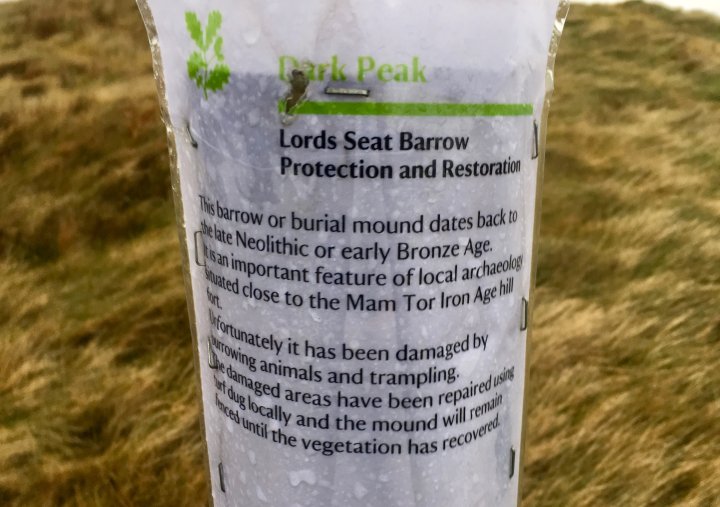 Dark Peak
Lords Seat Barrow
Protection and Restoration
This barrow or burial mound dates back to
the late Neolithic or early Bronze Age.
It is an important feature of local archaeology
situated close to the Mam Tor Iron Age hill
fort.
Unfortunately it has been damaged by
burrowing animals and trampling.
The damaged areas have been repaired using
turf dug locally and the mound will remain
fenced until the vegetation has recovered.